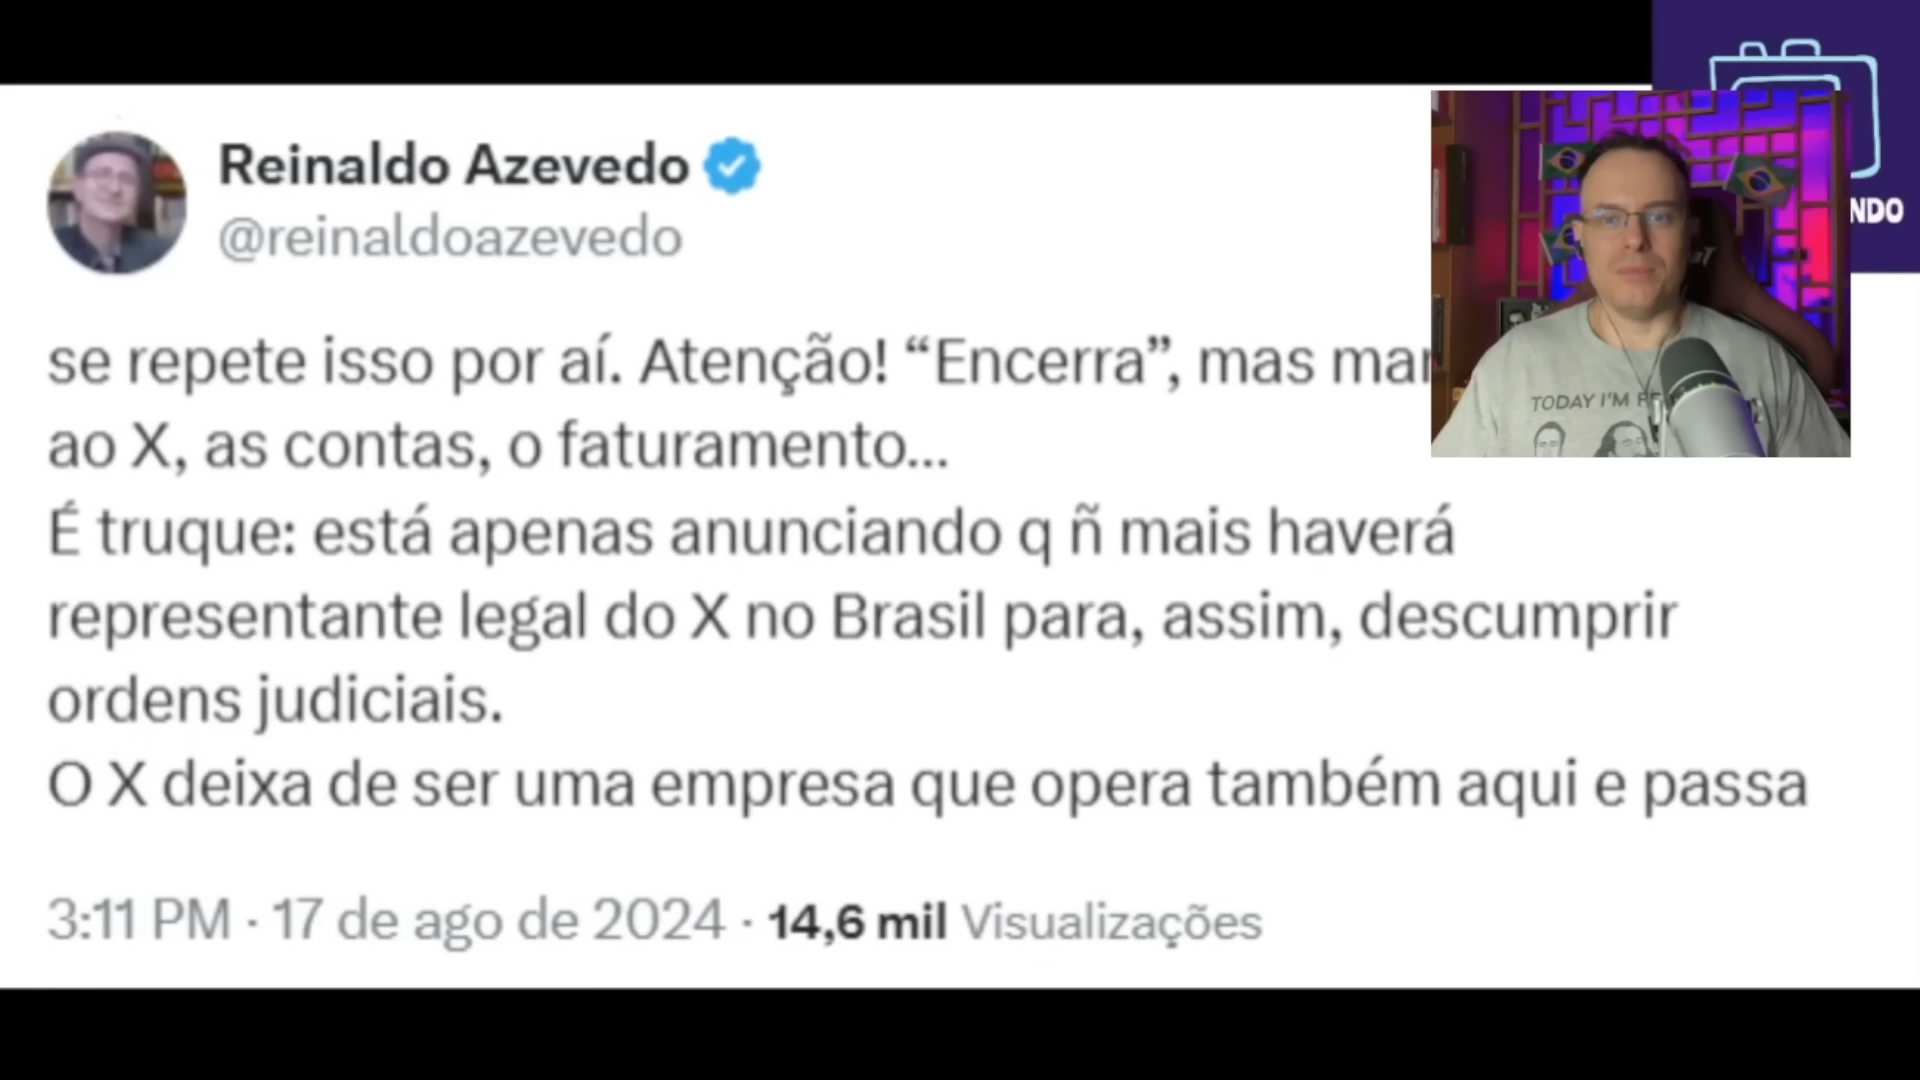 Reinaldo Azevedo
@reinaldoazevedo
se repete isso por aí. Atenção! “Encerra”, mas
ao X, as contas, o faturamento...
É truque: está apenas anunciando q ñ mais haverá
representante legal do X no Brasil para, assim, descumprir
ordens judiciais.
O X deixa de ser uma empresa que opera também aqui e passa
3:11 PM · 17 de ago de 2024 · 14,6 mil Visualizações
TODAY I'M